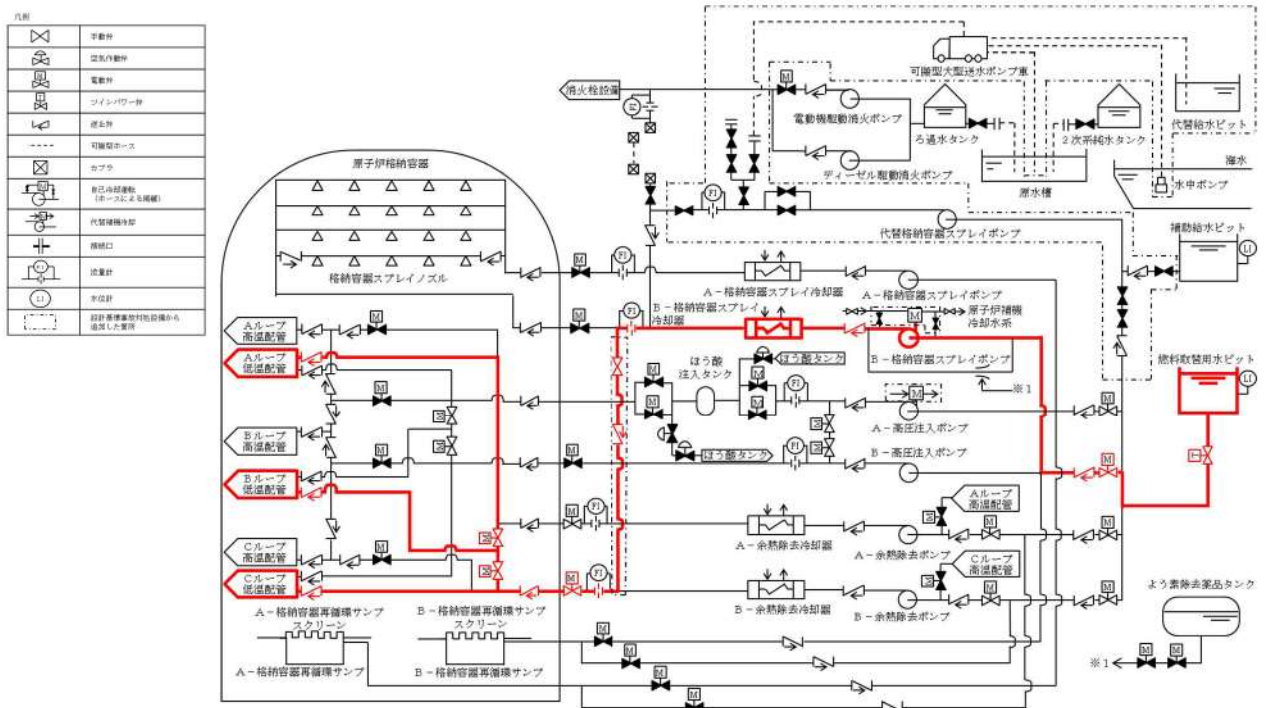 凡例
手動弁
空気作動弁
電動弁
ツインパワー弁
逆止弁
可搬型ホース
カプラ
自己冷却運転
(ホースによる接続)
代替補機冷却
接続口
流量計
水位計
設計基準事故対処設備から
追加した箇所
M
M
T
M
FI
LI
可搬型大型送水ポンプ車
消火栓設備
FI
M
電動機駆動消火ポンプ
ろ過水タンク
2次系純水タンク
代替給水ピット
ディーゼル駆動消火ポンプ
原水槽
海水
水中ポンプ
FI
代替格納容器スプレイポンプ
補助給水ピット
LI
原子炉格納容器
格納容器スプレイノズル
M
FI
A-格納容器スプレイ冷却器
A-格納容器スプレイポンプ
B-格納容器スプレイ
冷却器
M
原子炉補機
冷却水系
M
FI
B-格納容器スプレイポンプ
※1
燃料取替用水ピット
LI
T
Aループ
高温配管
M
Aループ
低温配管
ほう酸
注入タンク
ほう酸タンク
M
M
M
M
FI
M
A-高圧注入ポンプ
M
M
M
M
M
Bループ
高温配管
M
M
ほう酸タンク
FI
M
B-高圧注入ポンプ
M
Bループ
低温配管
M
FI
A-余熱除去冷却器
A-余熱除去ポンプ
Aループ
高温配管
M
M
M
M
Cループ
高温配管
M
M
Cループ
低温配管
M
FI
B-余熱除去冷却器
B-余熱除去ポンプ
Cループ
高温配管
M
M
M
よう素除去薬品タンク
A-格納容器再循環サンプ
スクリーン
B-格納容器再循環サンプ
スクリーン
A-格納容器再循環サンプ
B-格納容器再循環サンプ
M
M
M
M
※1
M
M